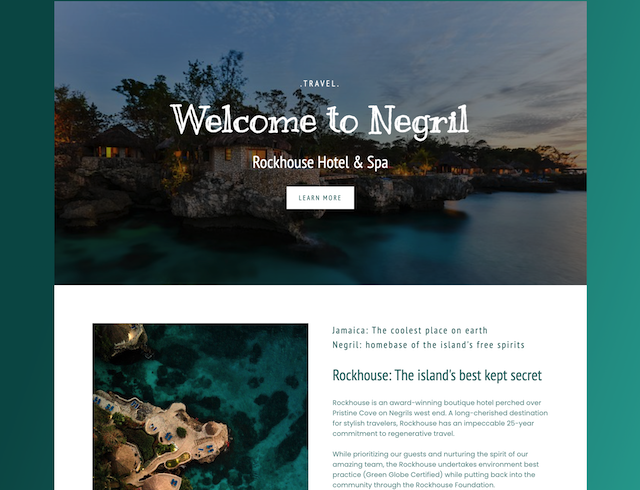 .TRAVEL.
Welcome to Negril
Rockhouse Hotel & Spa
LEARN MORE
Jamaica: The coolest place on earth
Negril: homebase of the island's free spirits
Rockhouse: The island's best kept secret
Rockhouse is an award-winning boutique hotel perched over
Pristine Cove on Negrils west end. A long-cherished destination
for stylish travelers, Rockhouse has an impeccable 25-year
commitment to regenerative travel.
While prioritizing our guests and nurturing the spirit of our
amazing team, the Rockhouse undertakes environment best
practice (Green Globe Certified) while putting back into the
community through the Rockhouse Foundation.